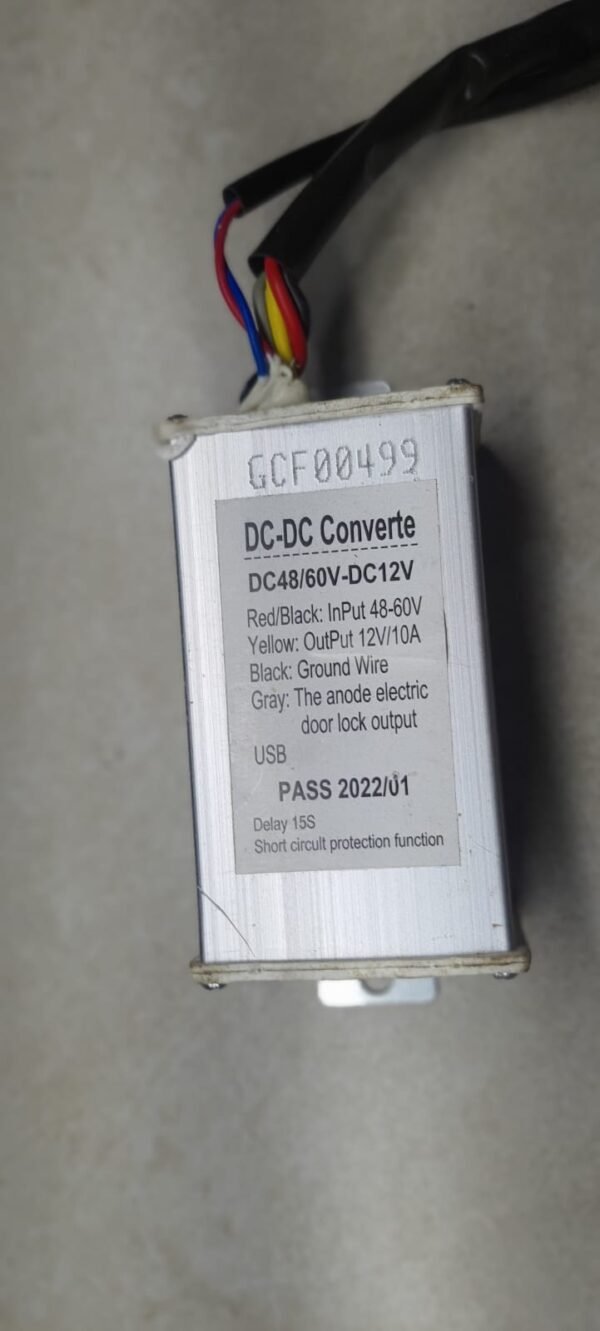 GCF00499
DC-DC Converte
DC48/60V-DC12V
Red/Black: InPut 48-60V
Yellow: OutPut 12V/10A
Black: Ground Wire
Gray: The anode electric
door lock output
USB
PASS 2022/01
Delay 15S
Short circult protection function